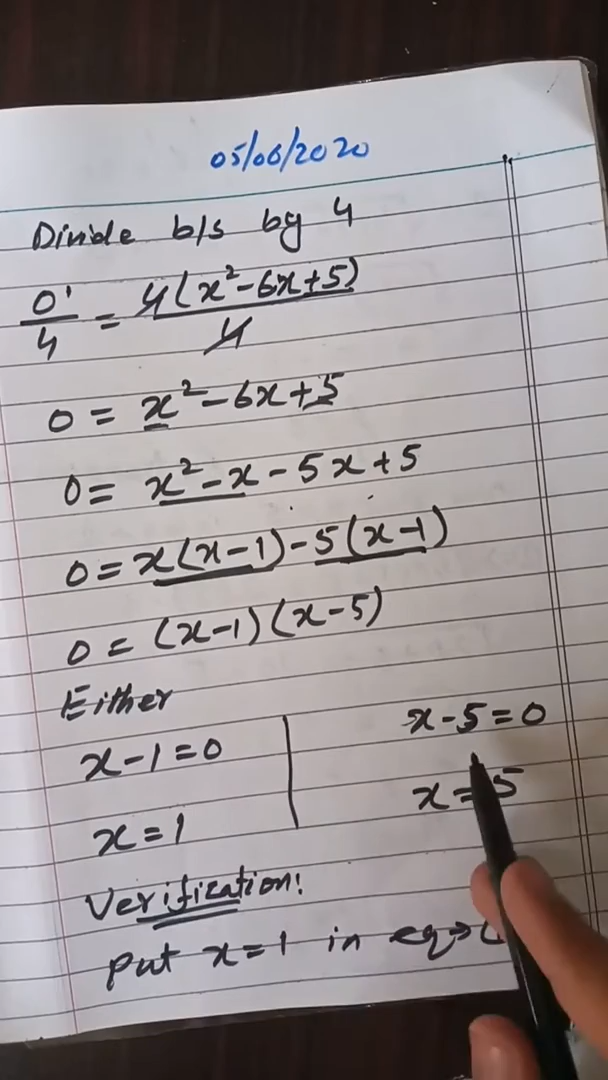 05/06/2020
Divide b/s by 4
0/4 = 4(x²-6x+5)/4
0 = x²-6x+5
0 = x²-x-5x+5
0 = x(x-1)-5(x-1)
0 = (x-1)(x-5)
Either
x-1=0
x=1
x-5=0
x=5
Verification:
Put x=1 in eq→